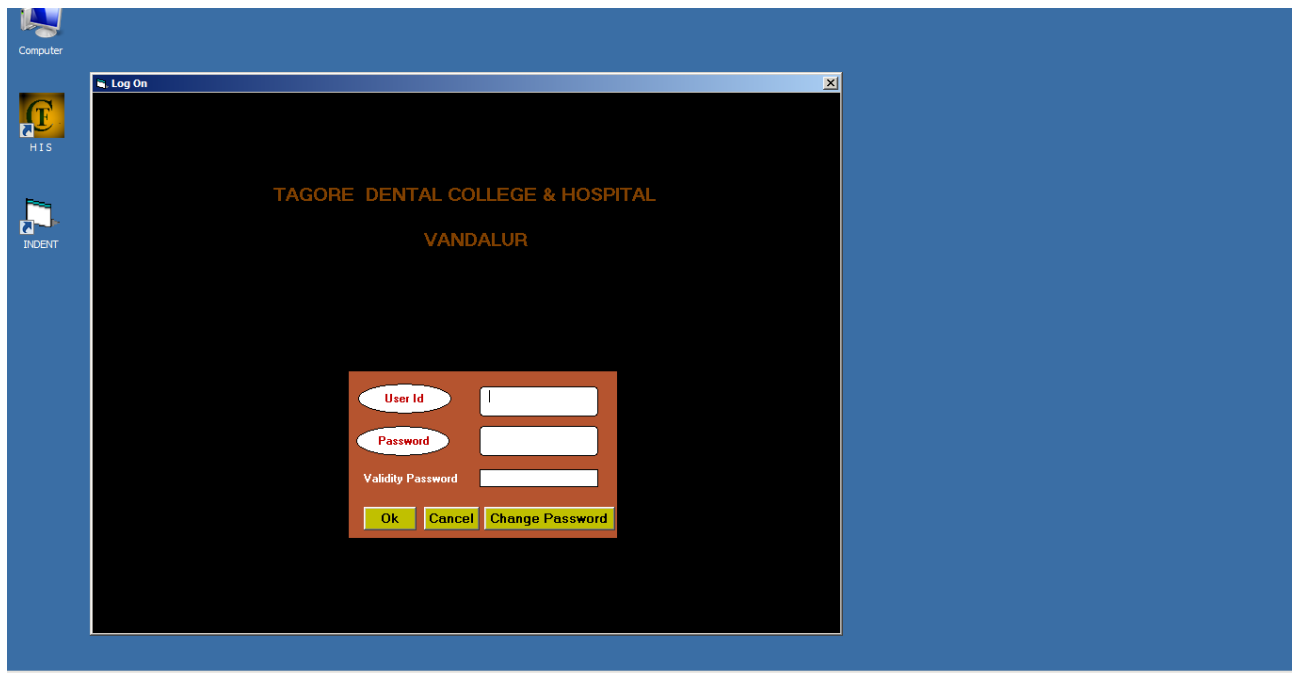 Computer
Log On
HIS
TAGORE DENTAL COLLEGE & HOSPITAL
VANDALUR
INDENT
User Id
Password
Validity Password
Ok Cancel Change Password